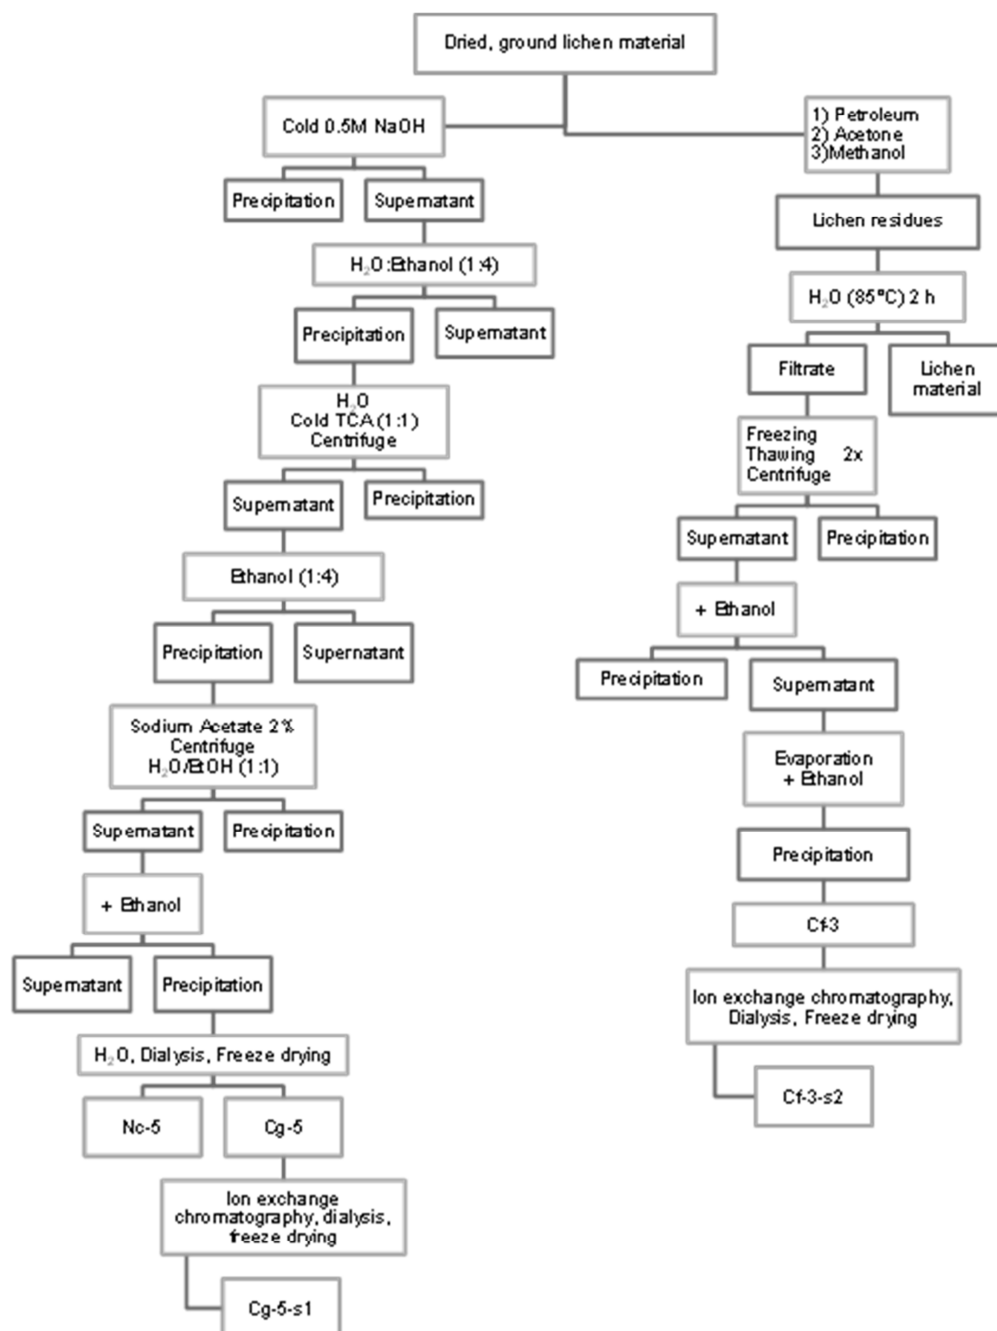 Dried, ground lichen material
Cold 0.5M NaOH
Precipitation
Supernatant
H₂O:Ethanol (1:4)
Precipitation
Supernatant
H₂O
Cold TCA (1:1)
Centrifuge
Supernatant
Precipitation
Ethanol (1:4)
Precipitation
Supernatant
Sodium Acetate 2%
Centrifuge
H₂O/EtOH (1:1)
Supernatant
Precipitation
+ Ethanol
Supernatant
Precipitation
H₂O, Dialysis, Freeze drying
Nc-5
Cg-5
Ion exchange
chromatography, dialysis,
freeze drying
Cg-5-s1
1) Petroleum
2) Acetone
3)Methanol
Lichen residues
H₂O (85°C) 2 h
Filtrate
Lichen
material
Freezing
Thawing 2x
Centrifuge
Supernatant
Precipitation
+ Ethanol
Precipitation
Supernatant
Evaporation
+ Ethanol
Precipitation
Cf-3
Ion exchange chromatography,
Dialysis, Freeze drying
Cf-3-s2